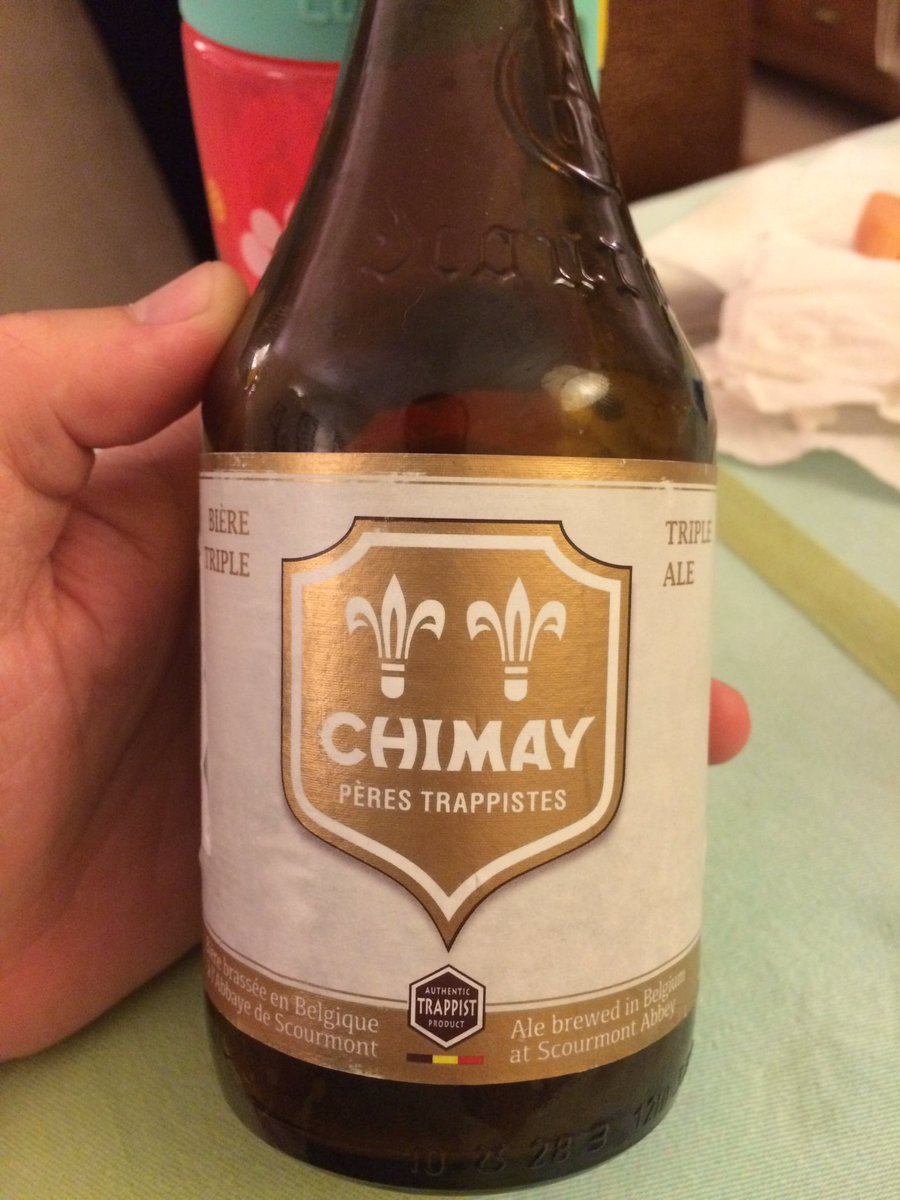 BIÈRE
TRIPLE
TRIPLE
ALE
CHIMAY
PÈRES TRAPPISTES
brassée en Belgique
l'Abbaye de Scourmont
AUTHENTIC
TRAPPIST
PRODUCT
Ale brewed in Belgium
at Scourmont Abbey